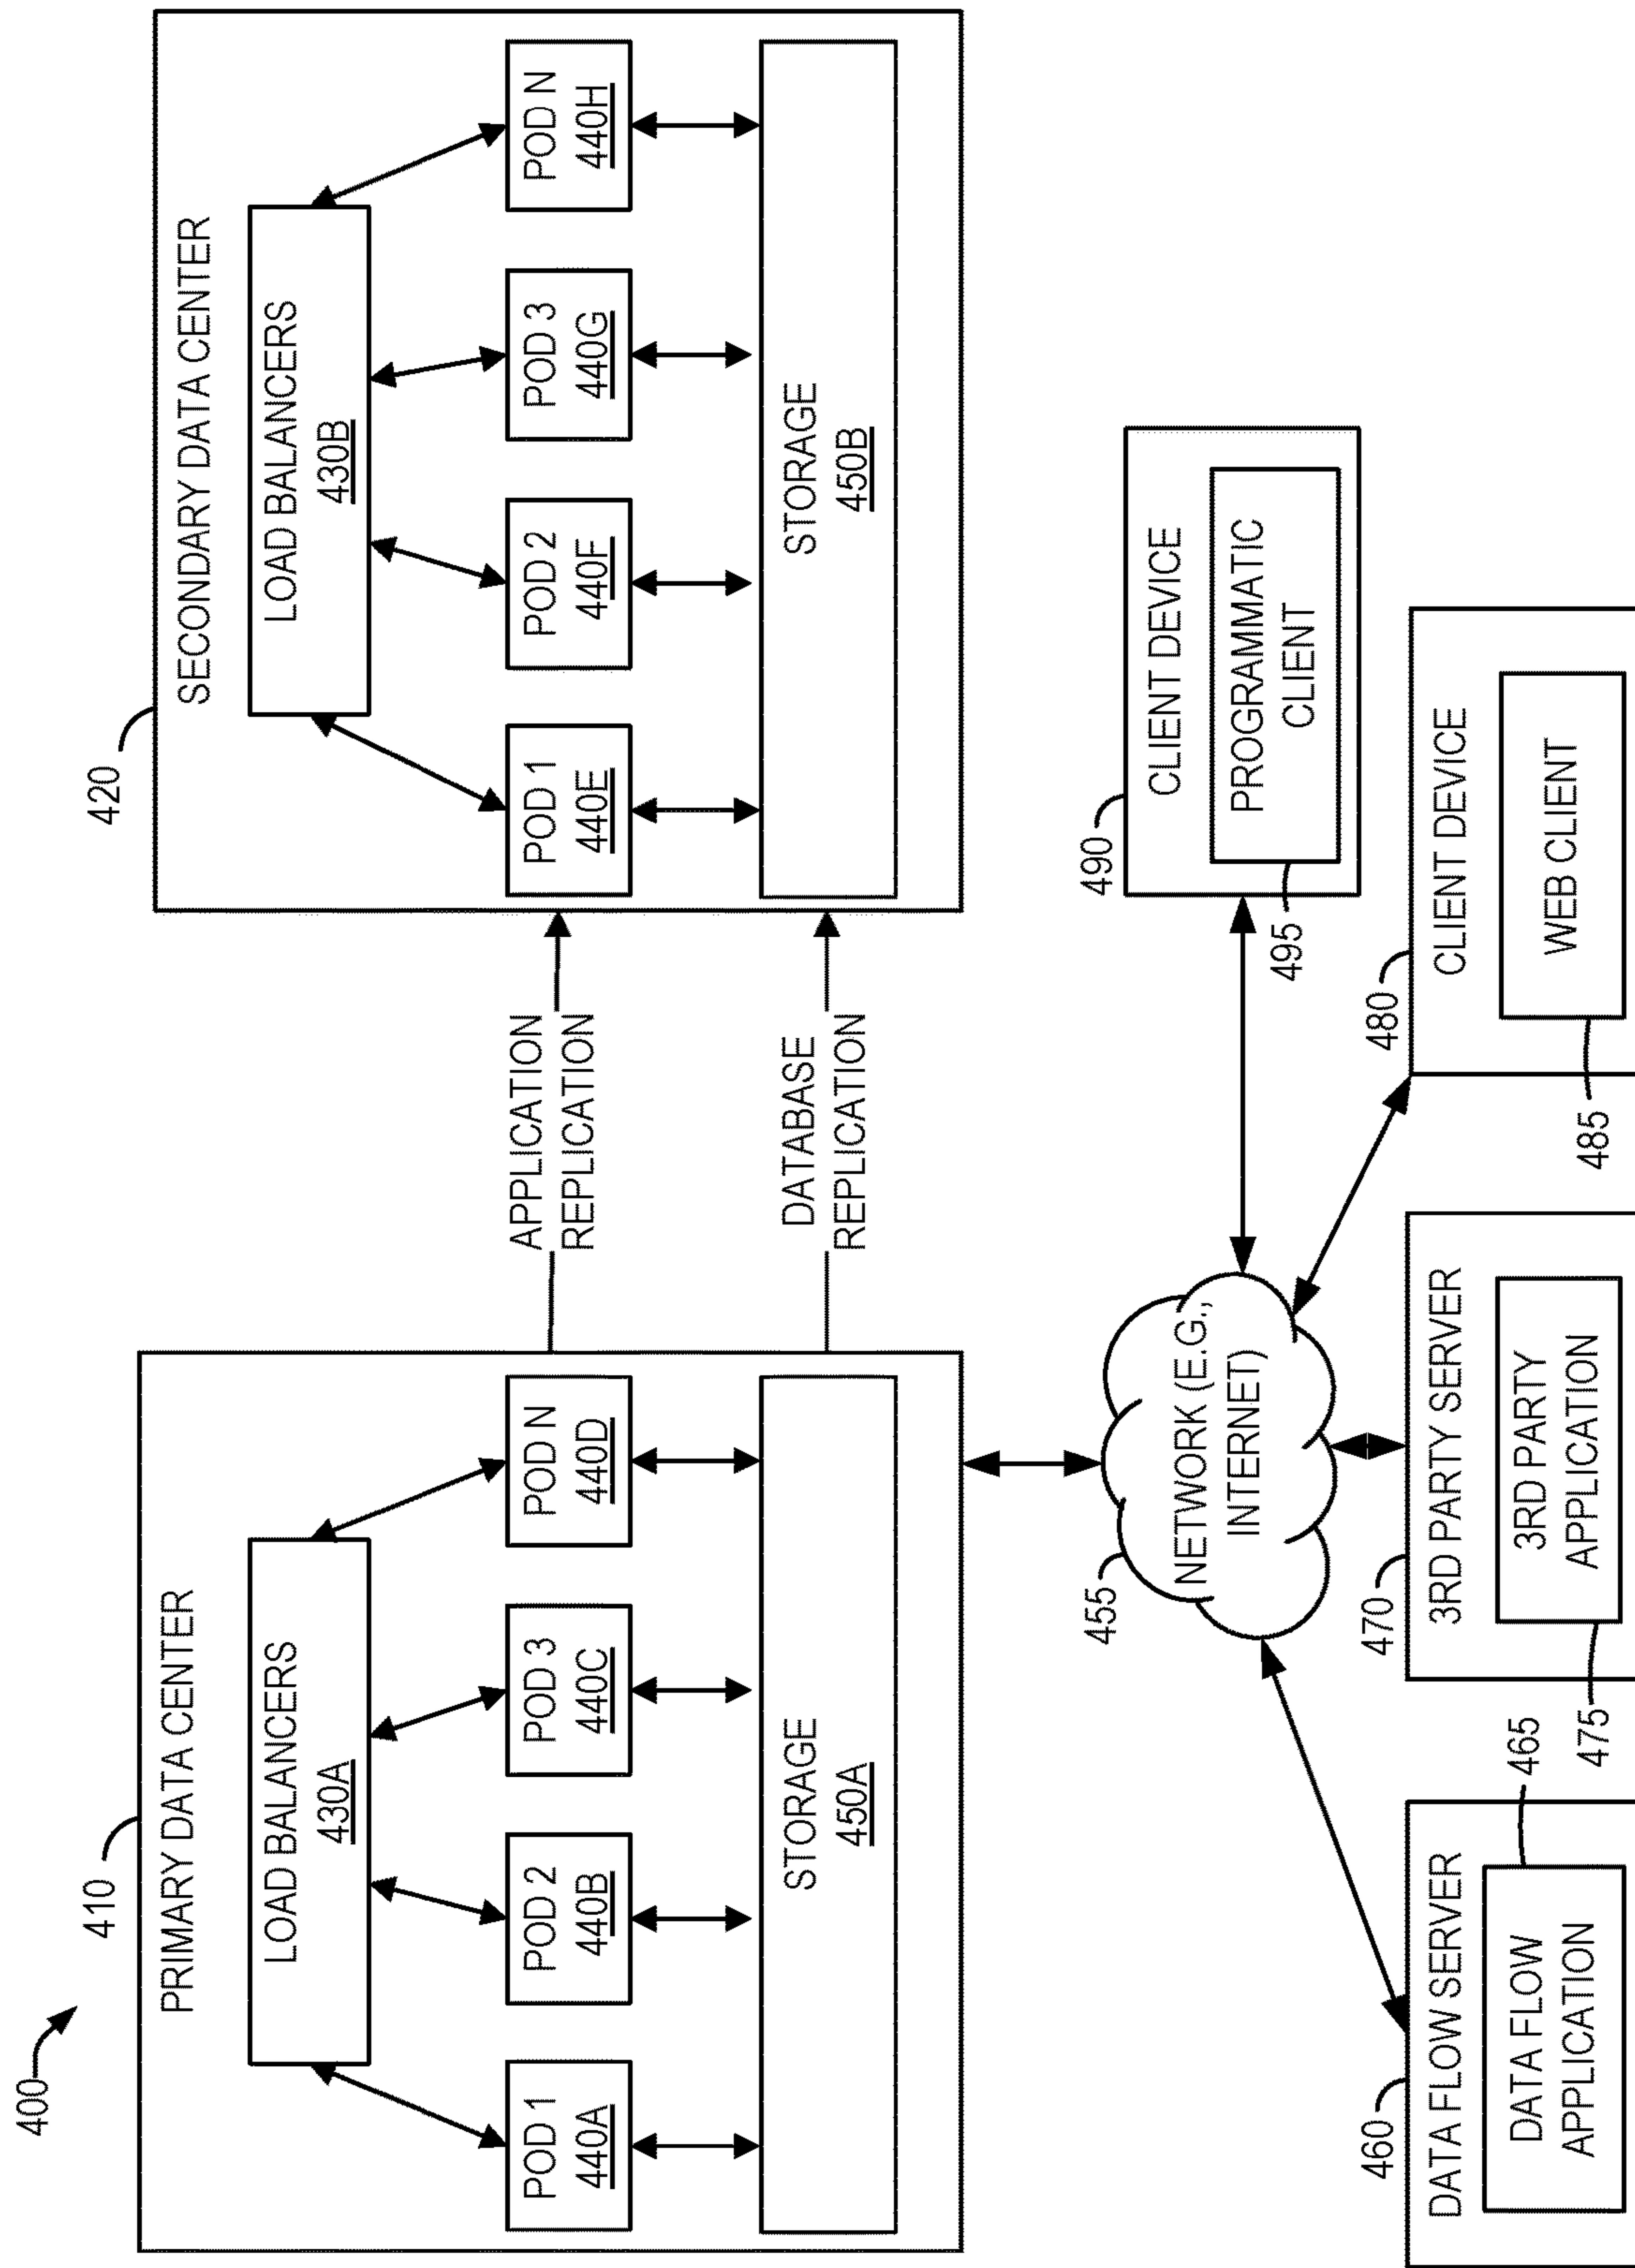 400
410
PRIMARY DATA CENTER
LOAD BALANCERS
430A
POD 1
440A
POD 2
440B
POD 3
440C
POD N
440D
STORAGE
450A
APPLICATION
REPLICATION
DATABASE
REPLICATION
420
SECONDARY DATA CENTER
LOAD BALANCERS
430B
POD 1
440E
POD 2
440F
POD 3
440G
POD N
440H
STORAGE
450B
455
NETWORK (E.G.,
INTERNET)
490
CLIENT DEVICE
PROGRAMMATIC
CLIENT
495
460
DATA FLOW SERVER
DATA FLOW
APPLICATION
465
470
3RD PARTY SERVER
3RD PARTY
APPLICATION
475
480
CLIENT DEVICE
WEB CLIENT
485